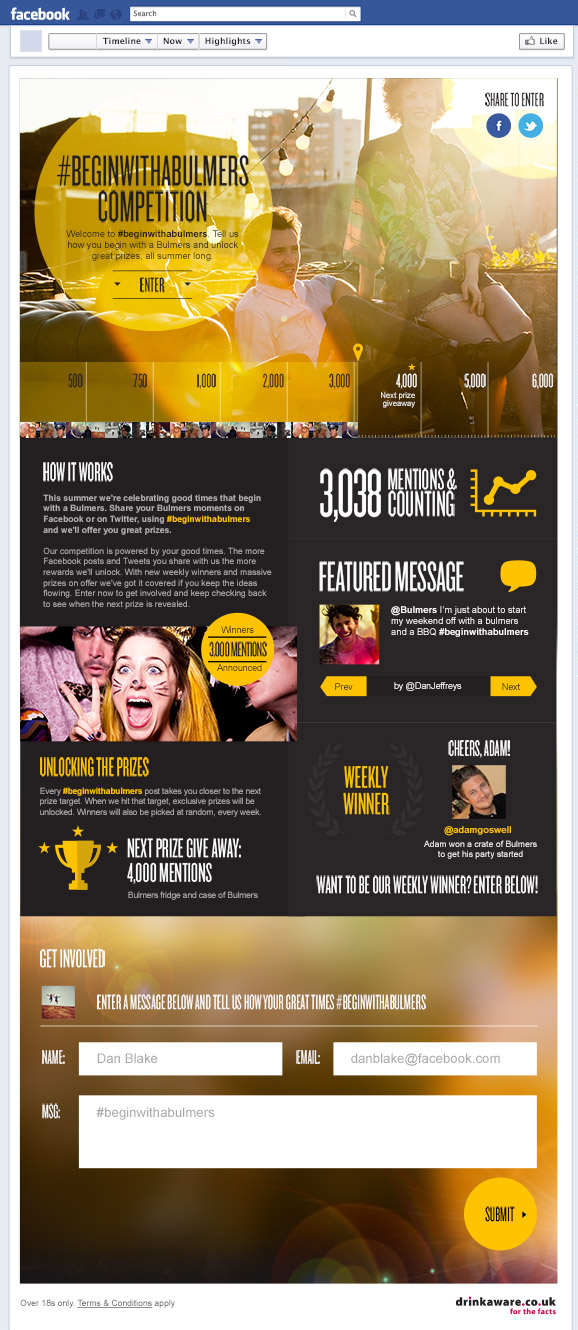 facebook
Search
Timeline
Now
Highlights
Like
SHARE TO ENTER
#BEGINWITHABULMERS
COMPETITION
Welcome to #beginwithabulmers. Tell us
how you begin with a Bulmers and unlock
great prizes, all summer long.
ENTER
500
750
1,000
2,000
3,000
4,000
5,000
6,000
Next prize
giveaway
HOW IT WORKS
This summer we're celebrating good times that begin
with a Bulmers. Share your Bulmers moments on
Facebook or on Twitter, using #beginwithabulmers
and we'll offer you great prizes.
Our competition is powered by your good times. The more
Facebook posts and Tweets you share with us the more
rewards we'll unlock. With new weekly winners and massive
prizes on offer we've got it covered if you keep the ideas
flowing. Enter now to get involved and keep checking back
to see when the next prize is revealed.
3,038 MENTIONS &
COUNTING
FEATURED MESSAGE
@Bulmers I'm just about to start
my weekend off with a bulmers
and a BBQ #beginwithabulmers
Prev
by @DanJeffreys
Next
Winners
3,000 MENTIONS
Announced
UNLOCKING THE PRIZES
Every #beginwithabulmers post takes you closer to the next
prize target. When we hit that target, exclusive prizes will be
unlocked. Winners will also be picked at random, every week.
NEXT PRIZE GIVE AWAY:
4,000 MENTIONS
Bulmers fridge and case of Bulmers
WEEKLY
WINNER
CHEERS, ADAM!
@adamgoswell
Adam won a crate of Bulmers
to get his party started
WANT TO BE OUR WEEKLY WINNER? ENTER BELOW!
GET INVOLVED
ENTER A MESSAGE BELOW AND TELL US HOW YOUR GREAT TIMES #BEGINWITHABULMERS
NAME:
Dan Blake
EMAIL:
danblake@facebook.com
MSG:
#beginwithabulmers
SUBMIT
Over 18s only. Terms & Conditions apply
drinkaware.co.uk
for the facts